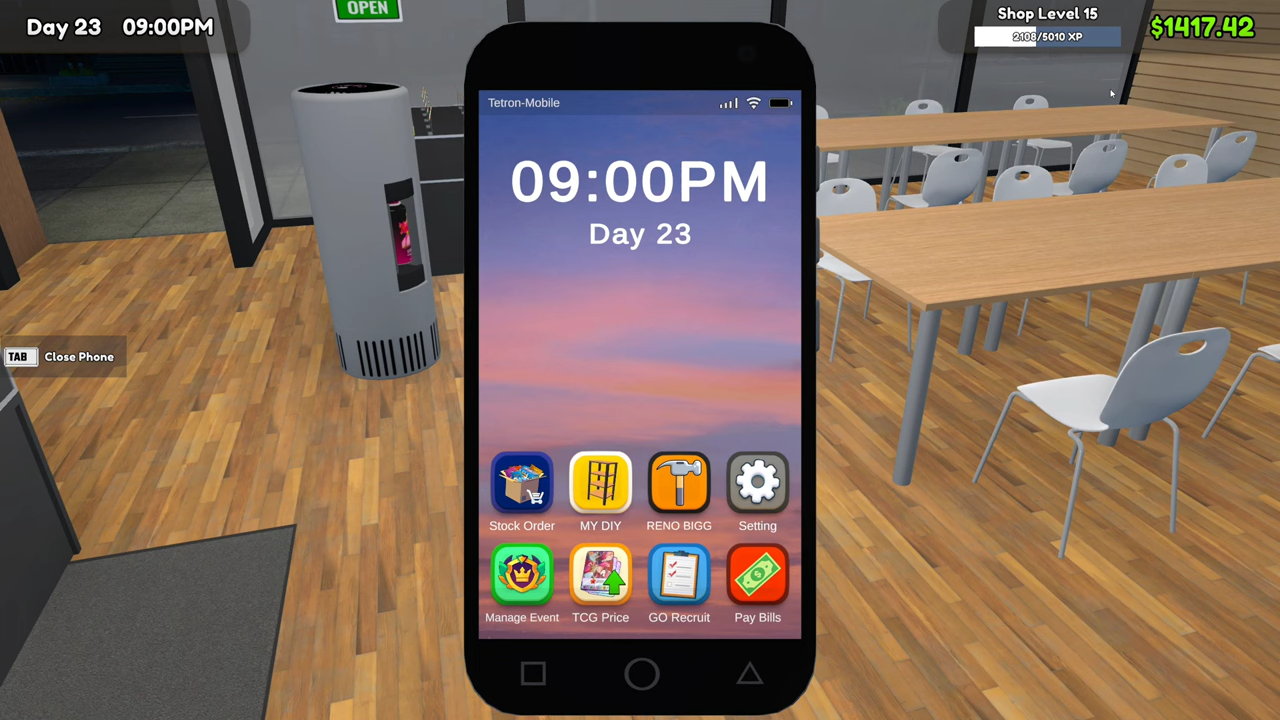 Day 23 09:00PM
OPEN
Shop Level 15
2108/5010 XP
$1417.42
Tetron-Mobile
09:00PM
Day 23
TAB Close Phone
Stock Order MY DIY RENO BIGG Setting
Manage Event TCG Price GO Recruit Pay Bills